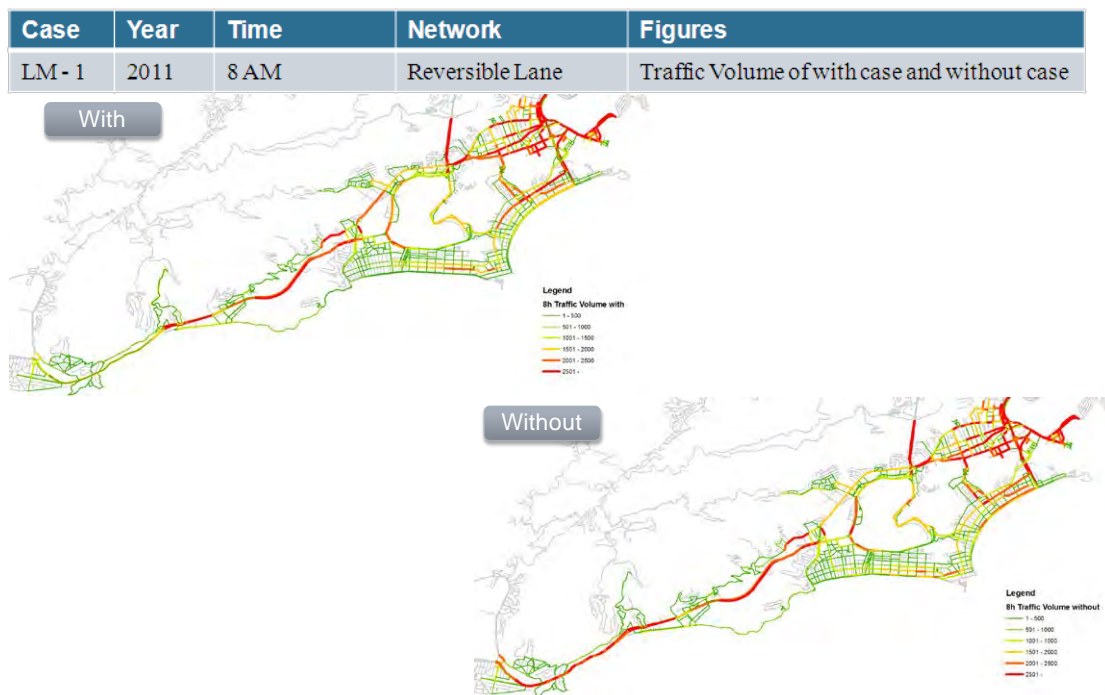 Case Year Time Network Figures
LM - 1 2011 8 AM Reversible Lane Traffic Volume of with case and without case
With
Legend
8h Traffic Volume with
1 - 500
501 - 1000
1001 - 1500
1501 - 2000
2001 - 2500
2501 -
Without
Legend
8h Traffic Volume without
1 - 500
501 - 1000
1001 - 1500
1501 - 2000
2001 - 2500
2501 -